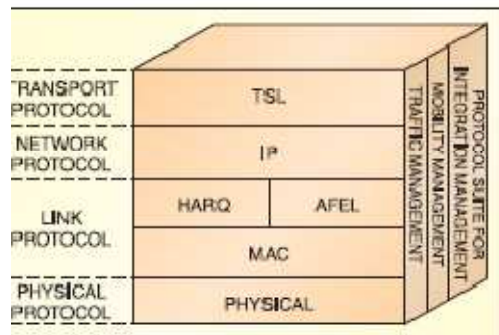 TRANSPORT
PROTOCOL
TSL
NETWORK
PROTOCOL
IP
LINK
PROTOCOL
HARQ
AFEL
MAC
PHYSICAL
PROTOCOL
PHYSICAL
TRAFFIC MANAGEMENT
MOBILITY MANAGEMENT
PROTOCOL SUITE FOR
INTEGRATION MANAGEMENT